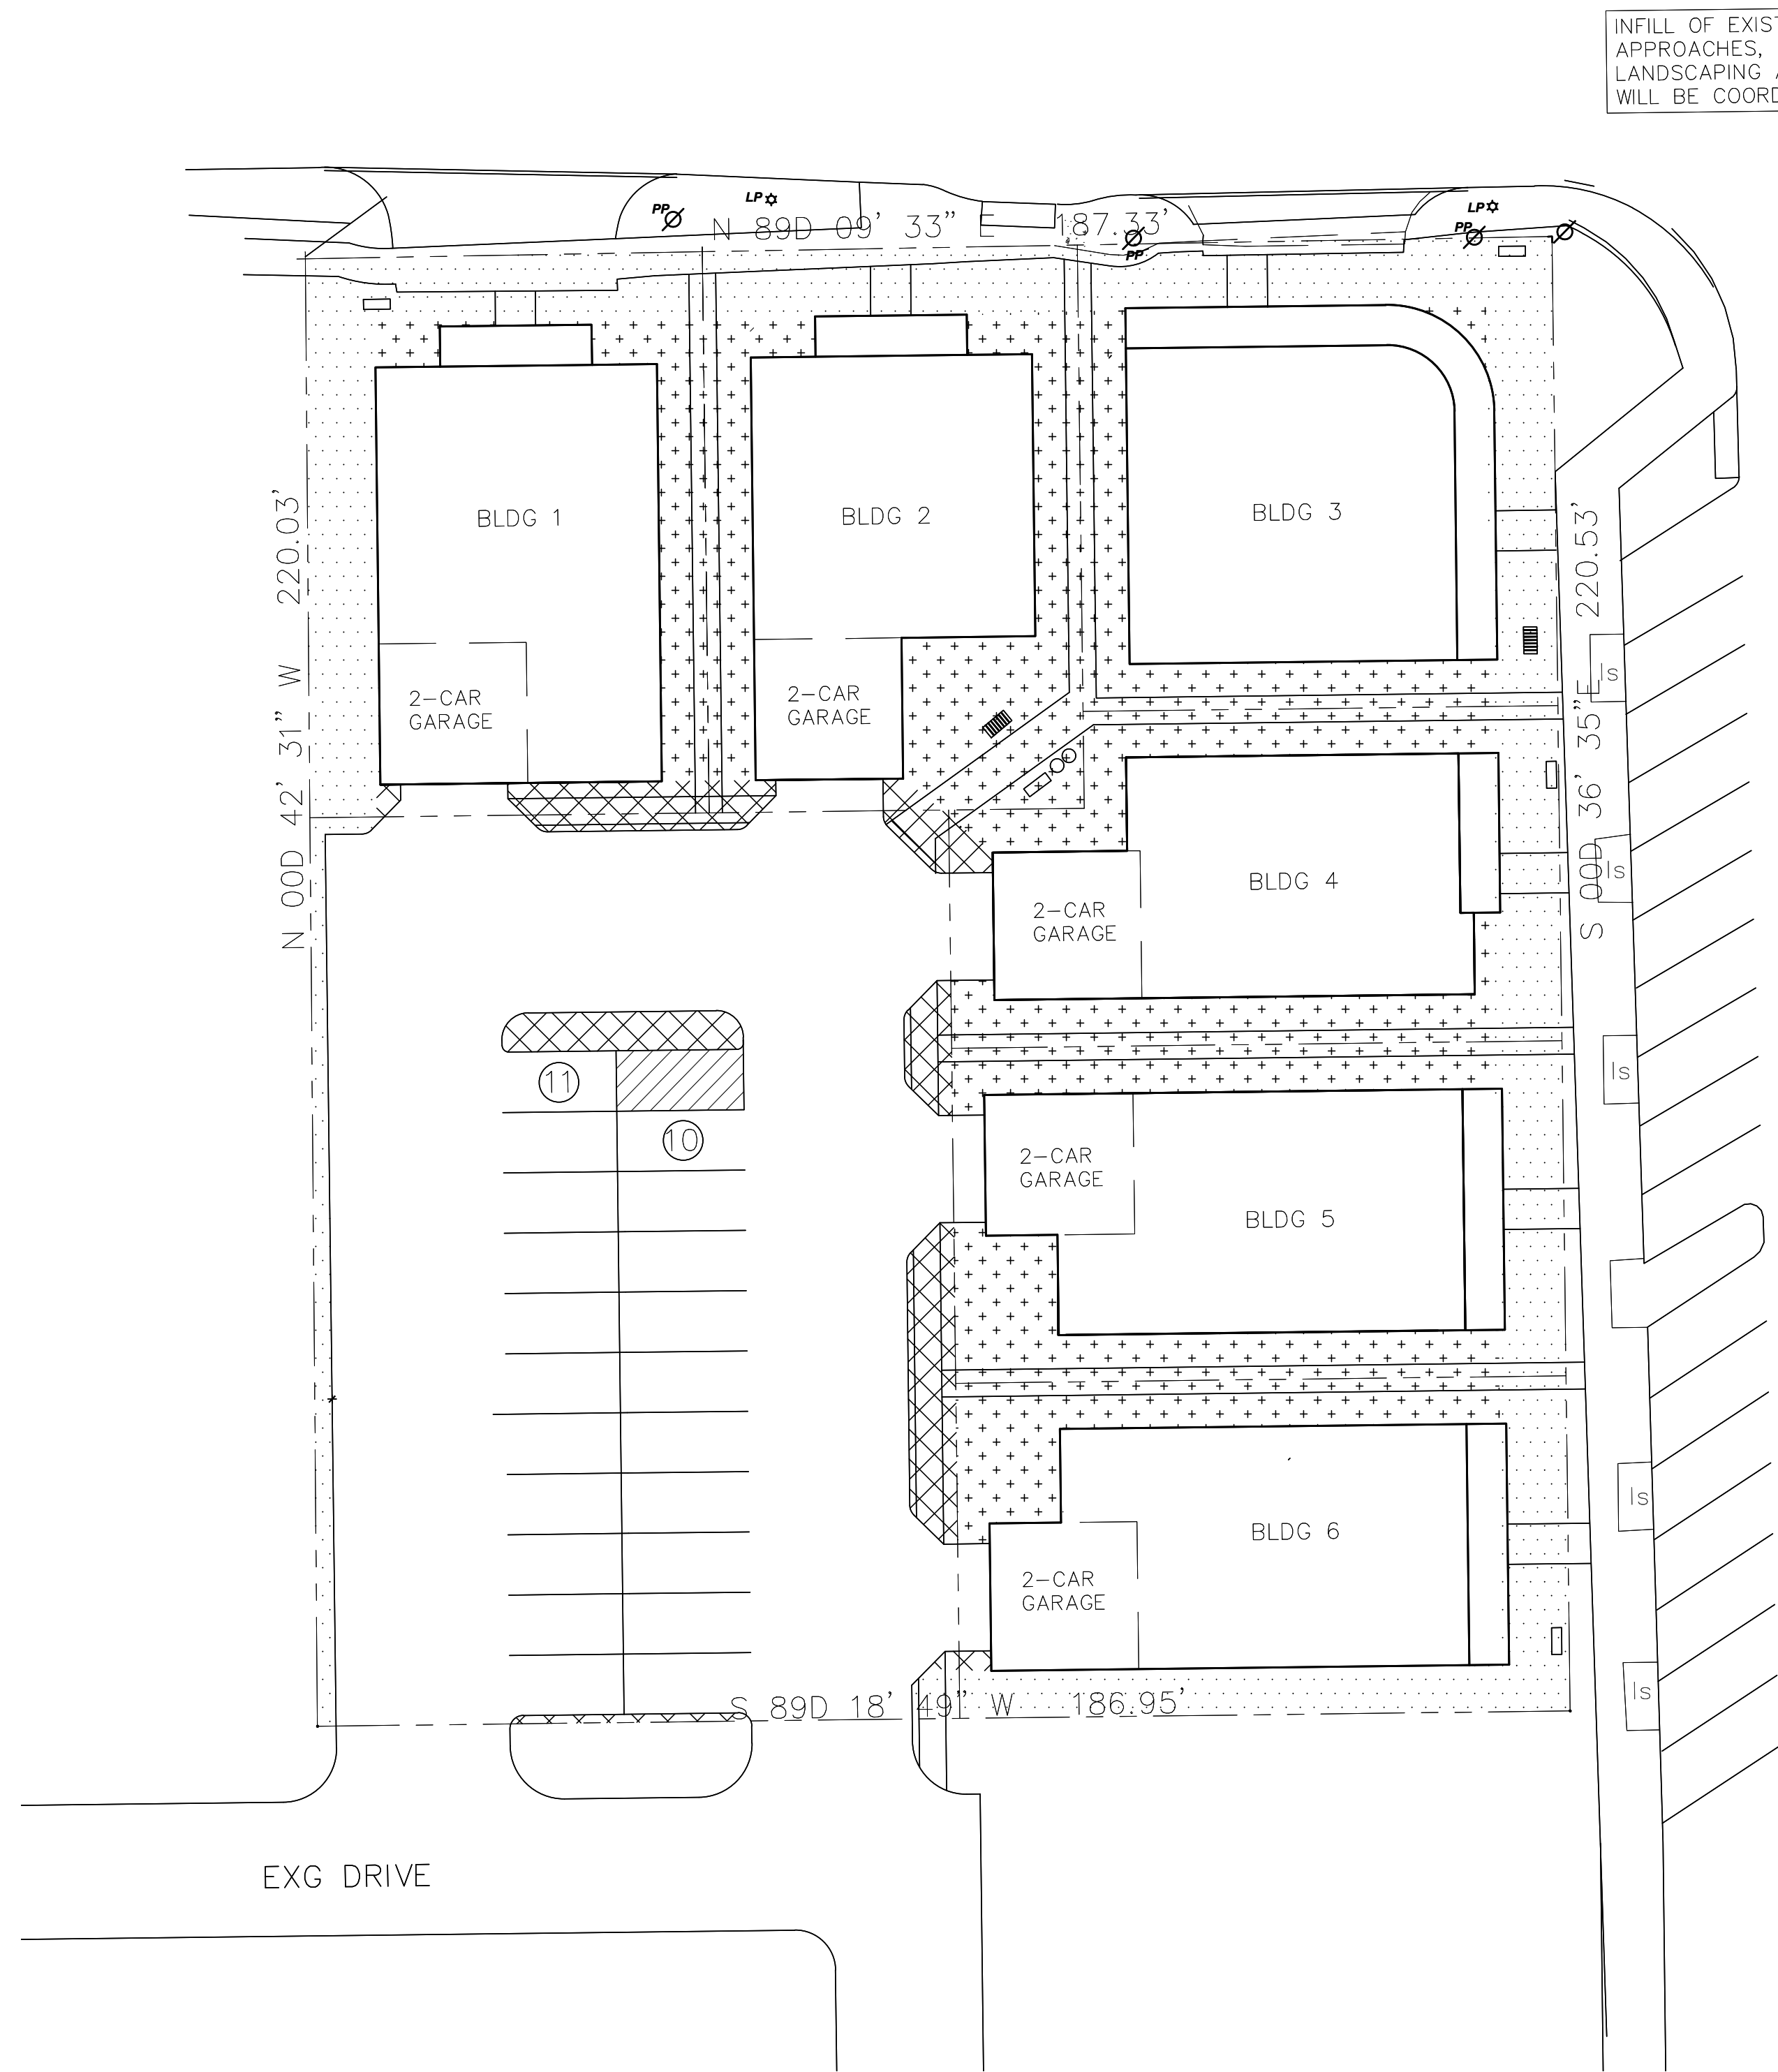 INFILL OF EXIST
APPROACHES,
LANDSCAPING
WILL BE COORD
LP
PP
N 89D 09' 33" E 187.33'
PP
LP
PP
N 00D 42' 31" W 220.03'
BLDG 1
BLDG 2
BLDG 3
S 00D 36' 35" E 220.53'
2-CAR
GARAGE
2-CAR
GARAGE
ls
BLDG 4
ls
2-CAR
GARAGE
11
ls
10
2-CAR
GARAGE
BLDG 5
ls
BLDG 6
2-CAR
GARAGE
ls
S 89D 18' 49" W 186.95'
EXG DRIVE